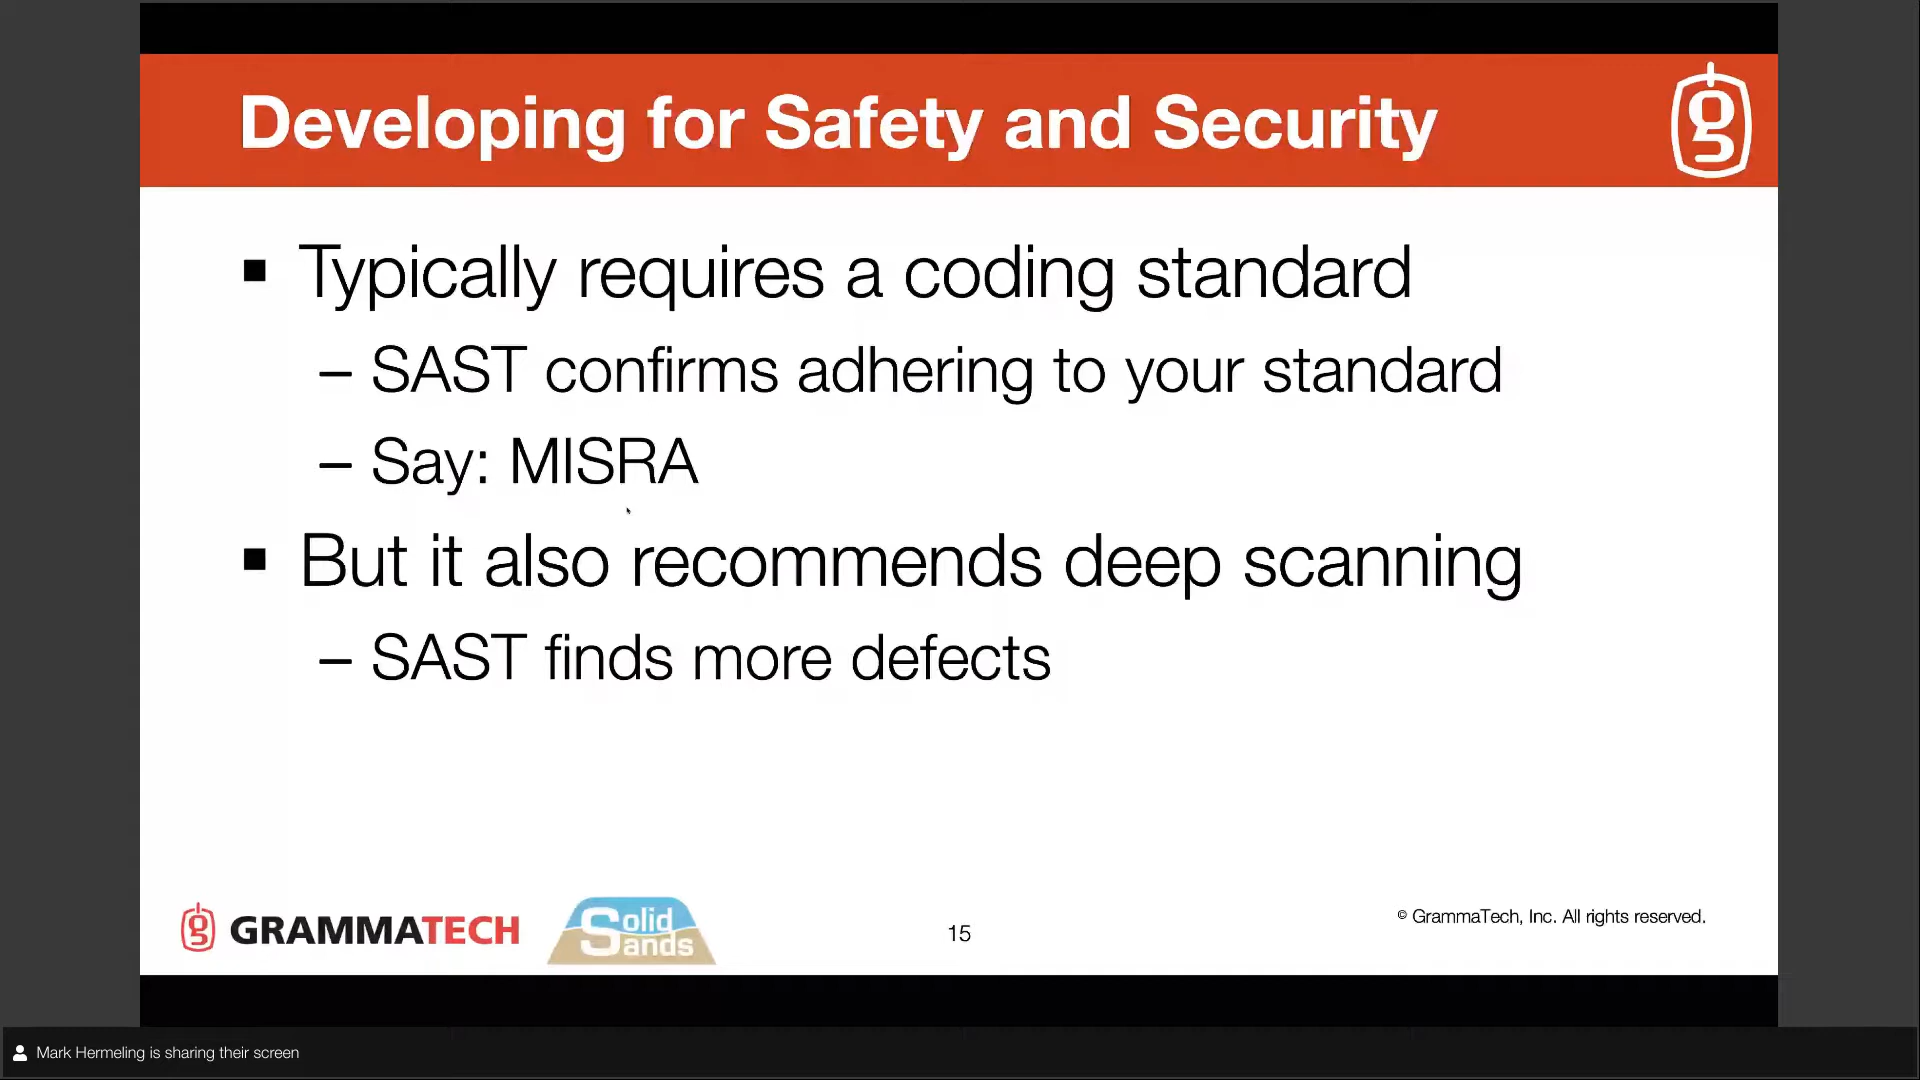 Developing for Safety and Security
▪ Typically requires a coding standard
– SAST confirms adhering to your standard
– Say: MISRA
▪ But it also recommends deep scanning
– SAST finds more defects
GRAMMATECH
Solid
Sands
15
© GrammaTech, Inc. All rights reserved.
Mark Hermeling is sharing their screen